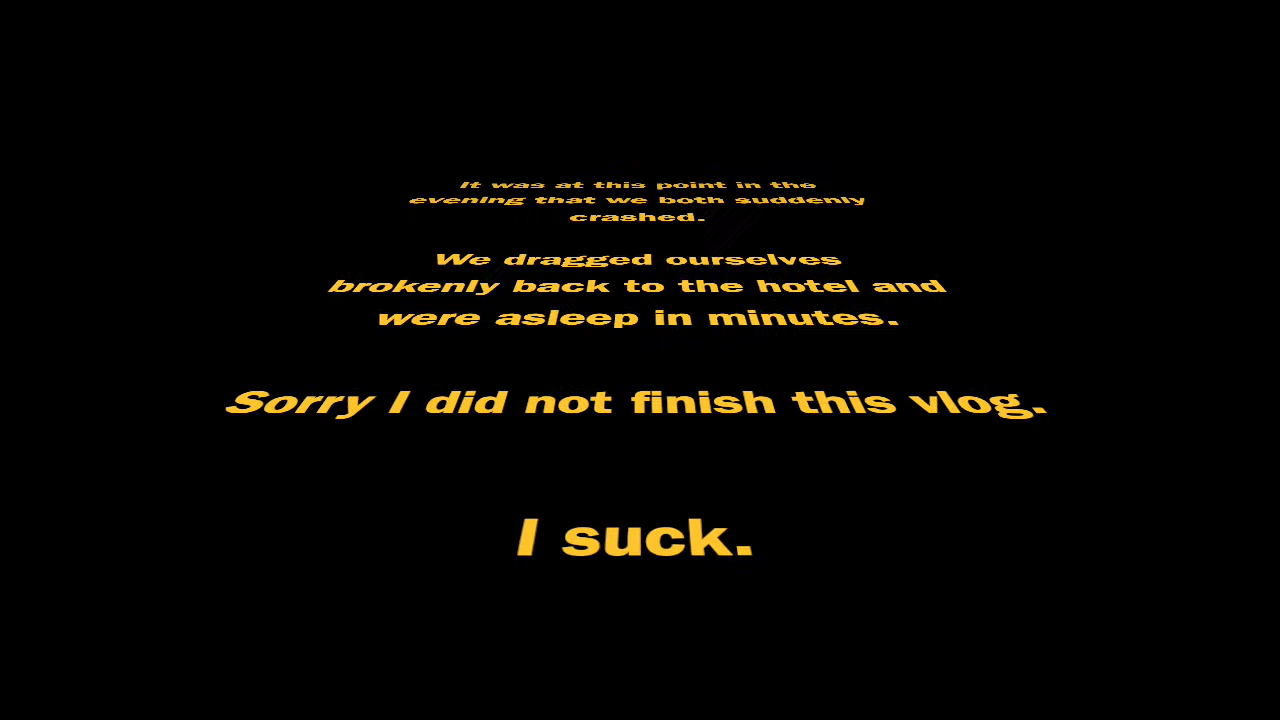 It was at this point in the
evening that we both suddenly
crashed.
We dragged ourselves
brokenly back to the hotel and
were asleep in minutes.
Sorry I did not finish this vlog.
I suck.